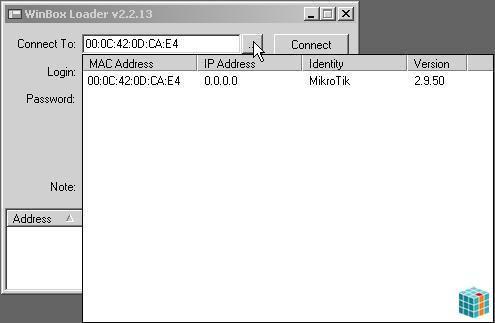 WinBox Loader v2.2.13
Connect To: 00:0C:42:0D:CA:E4 ... Connect
MAC Address IP Address Identity Version
00:0C:42:0D:CA:E4 0.0.0.0 MikroTik 2.9.50
Login:
Password:
Note:
Address